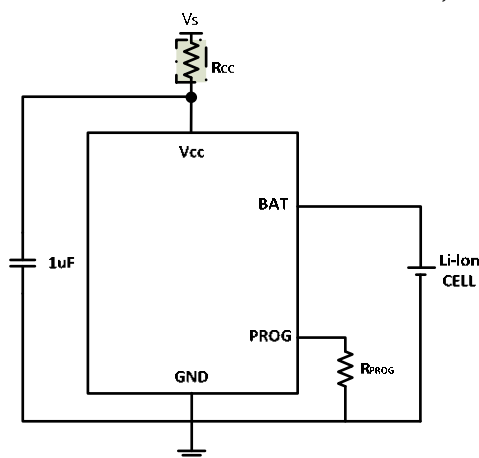 Vs
Rcc
Vcc
BAT
1uF
Li-Ion
CELL
PROG
RPROG
GND